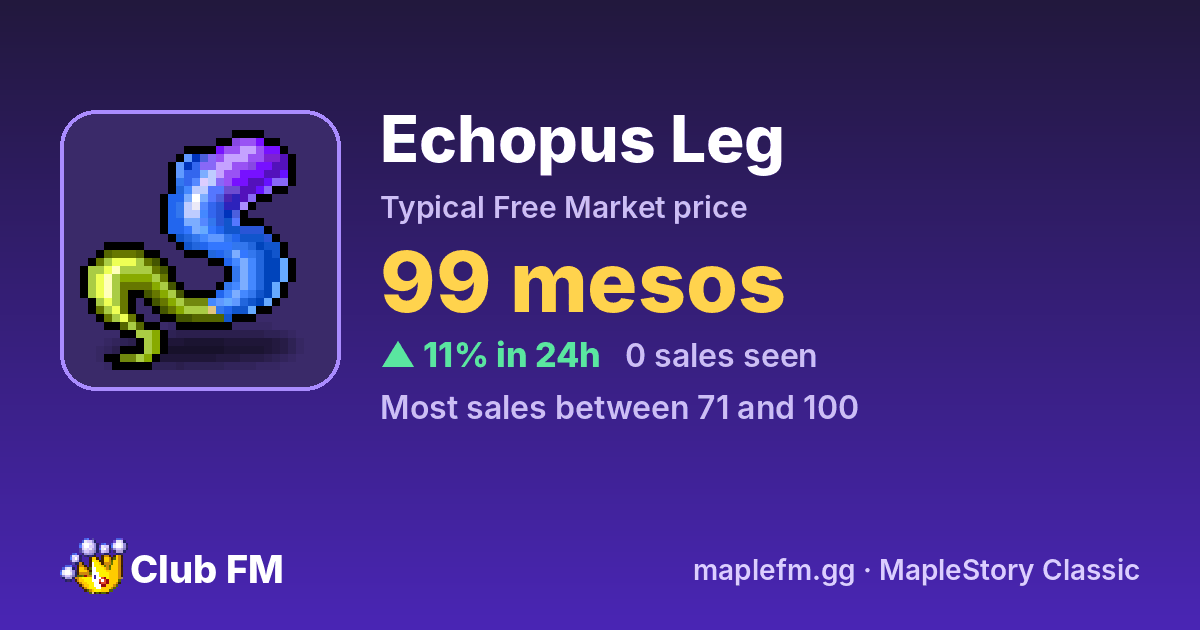 Echopus Leg
Typical Free Market price
99 mesos
▲ 11% in 24h 0 sales seen
Most sales between 71 and 100
Club FM
maplefm.gg · MapleStory Classic